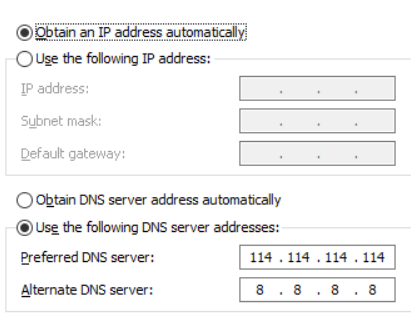 Obtain an IP address automatically
Use the following IP address:
IP address: . . .
Subnet mask: . . .
Default gateway: . . .
Obtain DNS server address automatically
Use the following DNS server addresses:
Preferred DNS server: 114 . 114 . 114 . 114
Alternate DNS server: 8 . 8 . 8 . 8